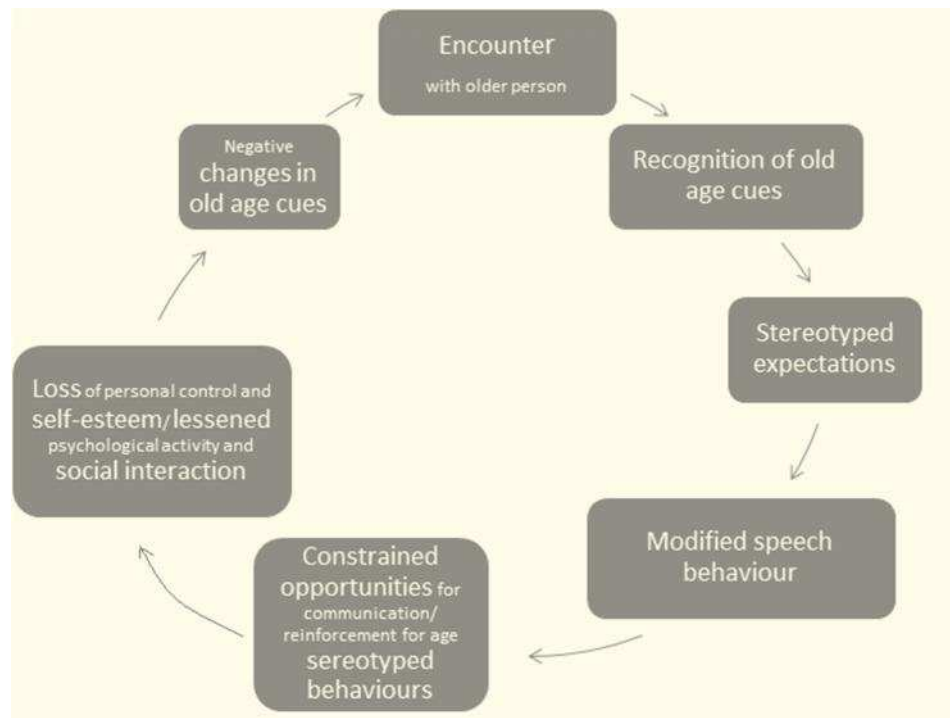 Encounter
with older person
Recognition of old
age cues
Stereotyped
expectations
Modified speech
behaviour
Constrained
opportunities for
communication/
reinforcement for age
sereotyped
behaviours
Loss of personal control and
self-esteem/lessened
psychological activity and
social interaction
Negative
changes in
old age cues